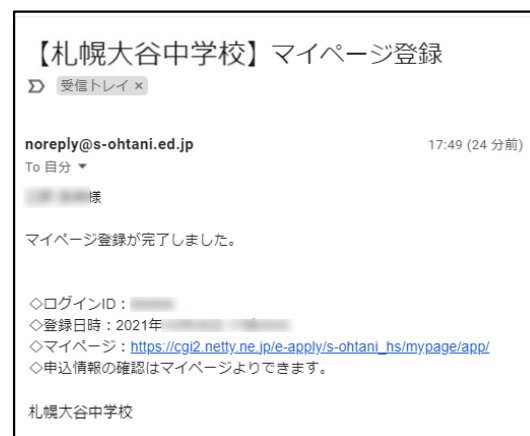 【札幌大谷中学校】マイページ登録
受信トレイ ×
noreply@s-ohtani.ed.jp 17:49 (24 分前)
To 自分
様
マイページ登録が完了しました。
◇ログインID：
◇登録日時：2021年
◇マイページ：https://cgi2.netty.ne.jp/e-apply/s-ohtani_hs/mypage/app/
◇申込情報の確認はマイページよりできます。
札幌大谷中学校